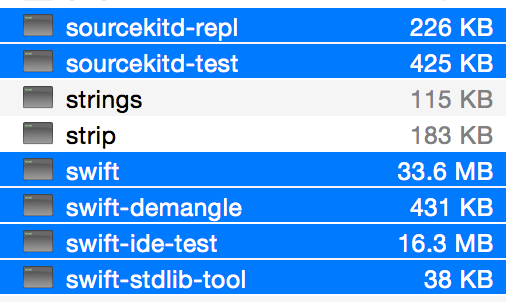 sourcekitd-repl 226 KB
sourcekitd-test 425 KB
strings 115 KB
strip 183 KB
swift 33.6 MB
swift-demangle 431 KB
swift-ide-test 16.3 MB
swift-stdlib-tool 38 KB